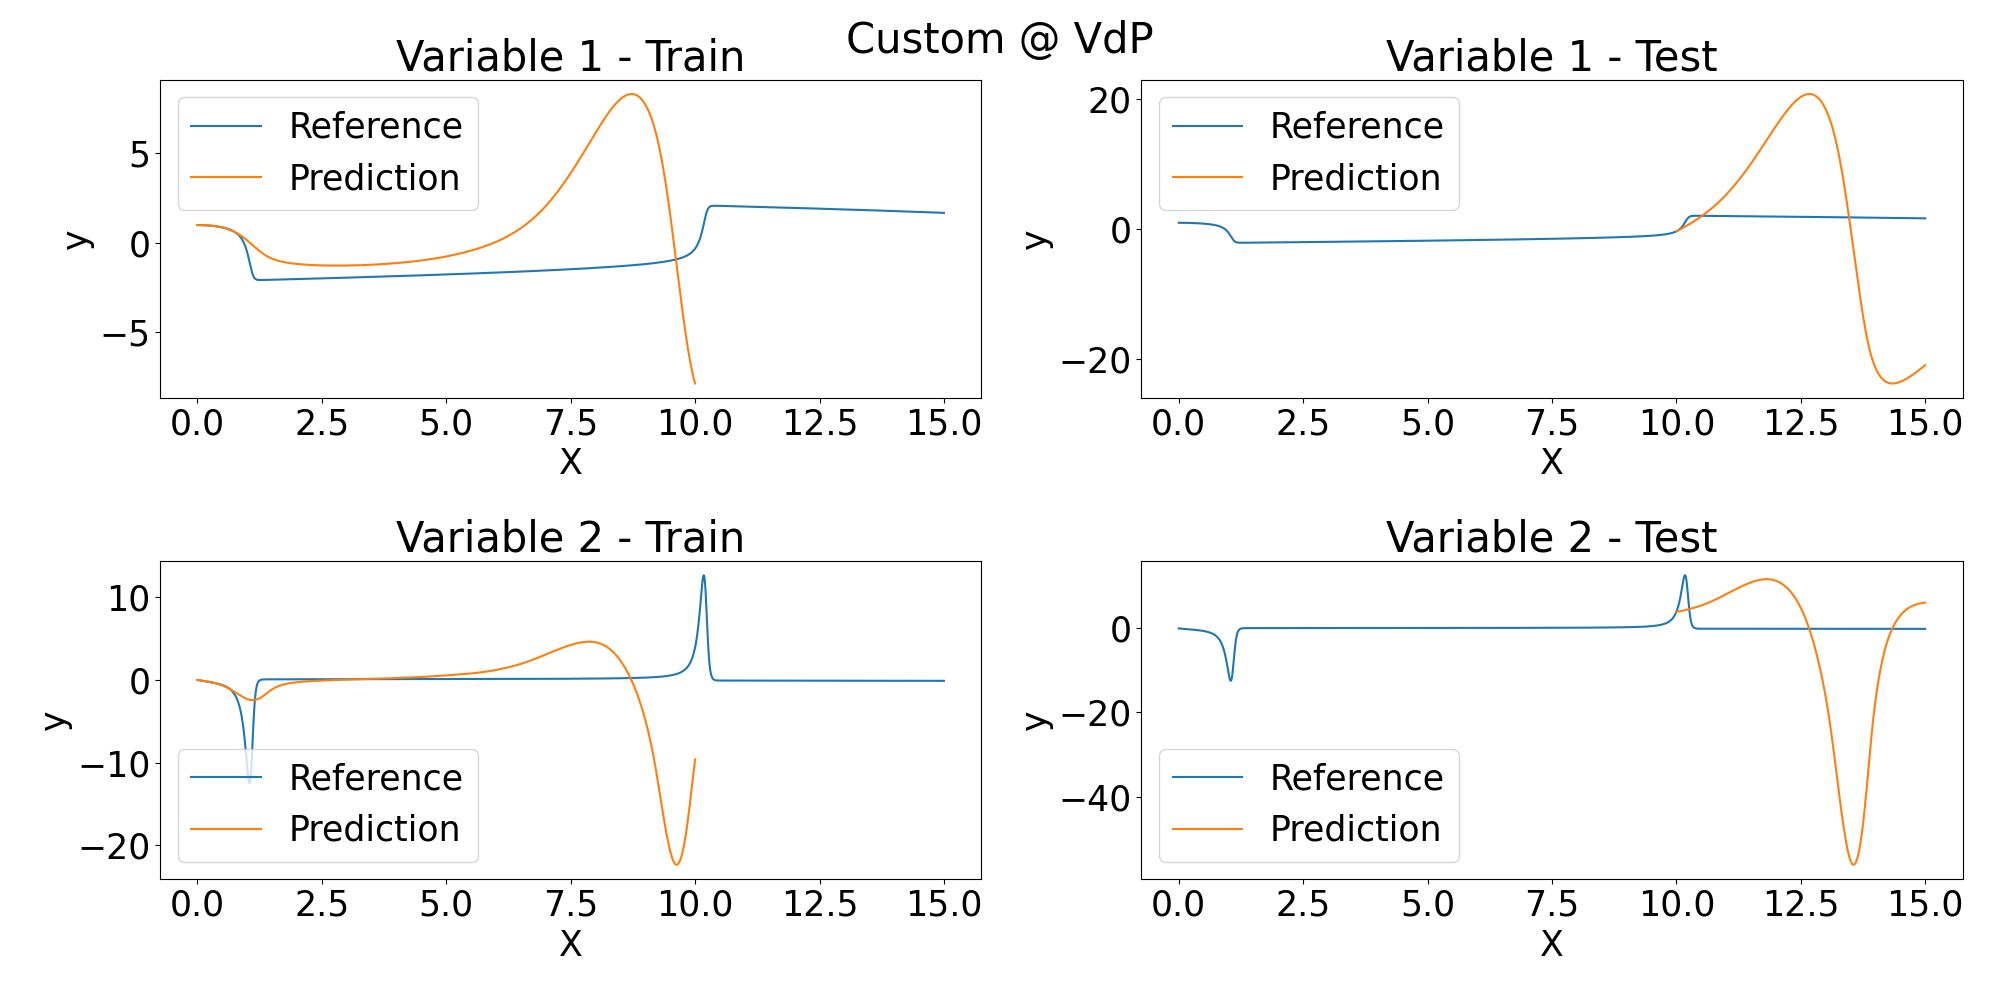 Custom @ VdP
Variable 1 - Train
Reference
Prediction
5
0
−5
y
0.0 2.5 5.0 7.5 10.0 12.5 15.0
X
Variable 1 - Test
Reference
Prediction
20
0
−20
y
0.0 2.5 5.0 7.5 10.0 12.5 15.0
X
Variable 2 - Train
10
0
−10
−20
y
Reference
Prediction
0.0 2.5 5.0 7.5 10.0 12.5 15.0
X
Variable 2 - Test
0
−20
−40
y
Reference
Prediction
0.0 2.5 5.0 7.5 10.0 12.5 15.0
X